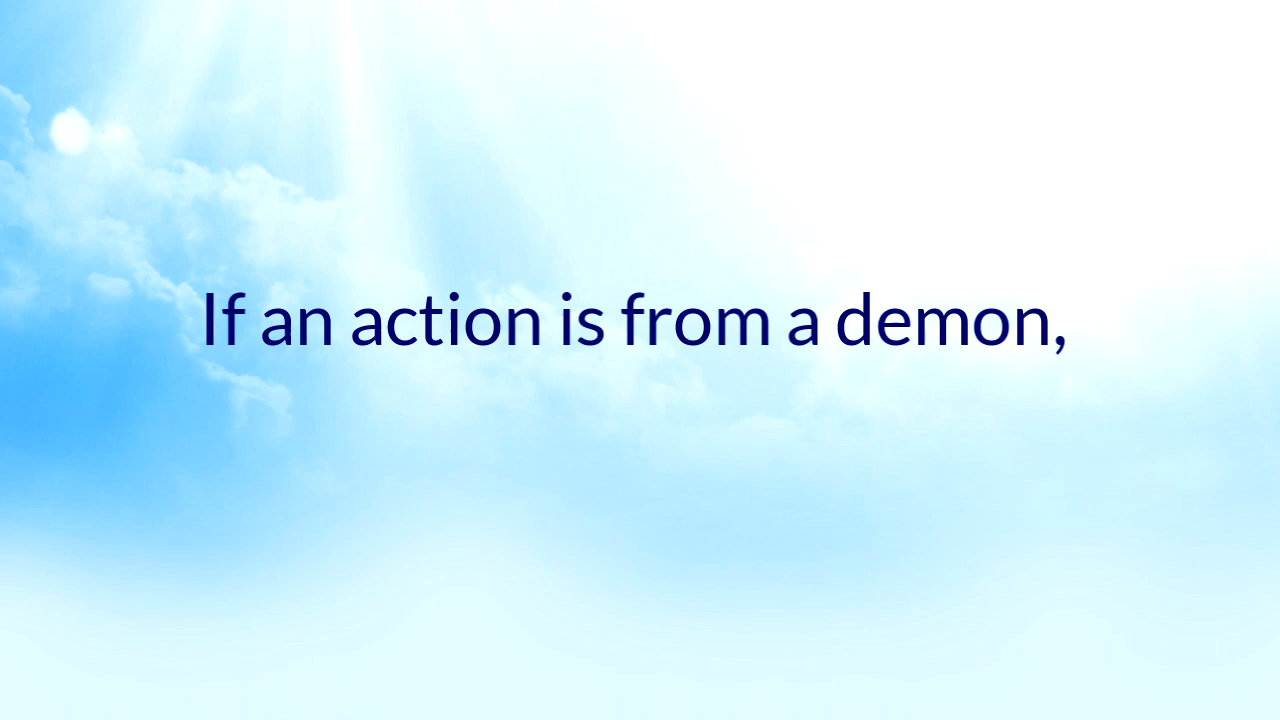 If an action is from a demon,